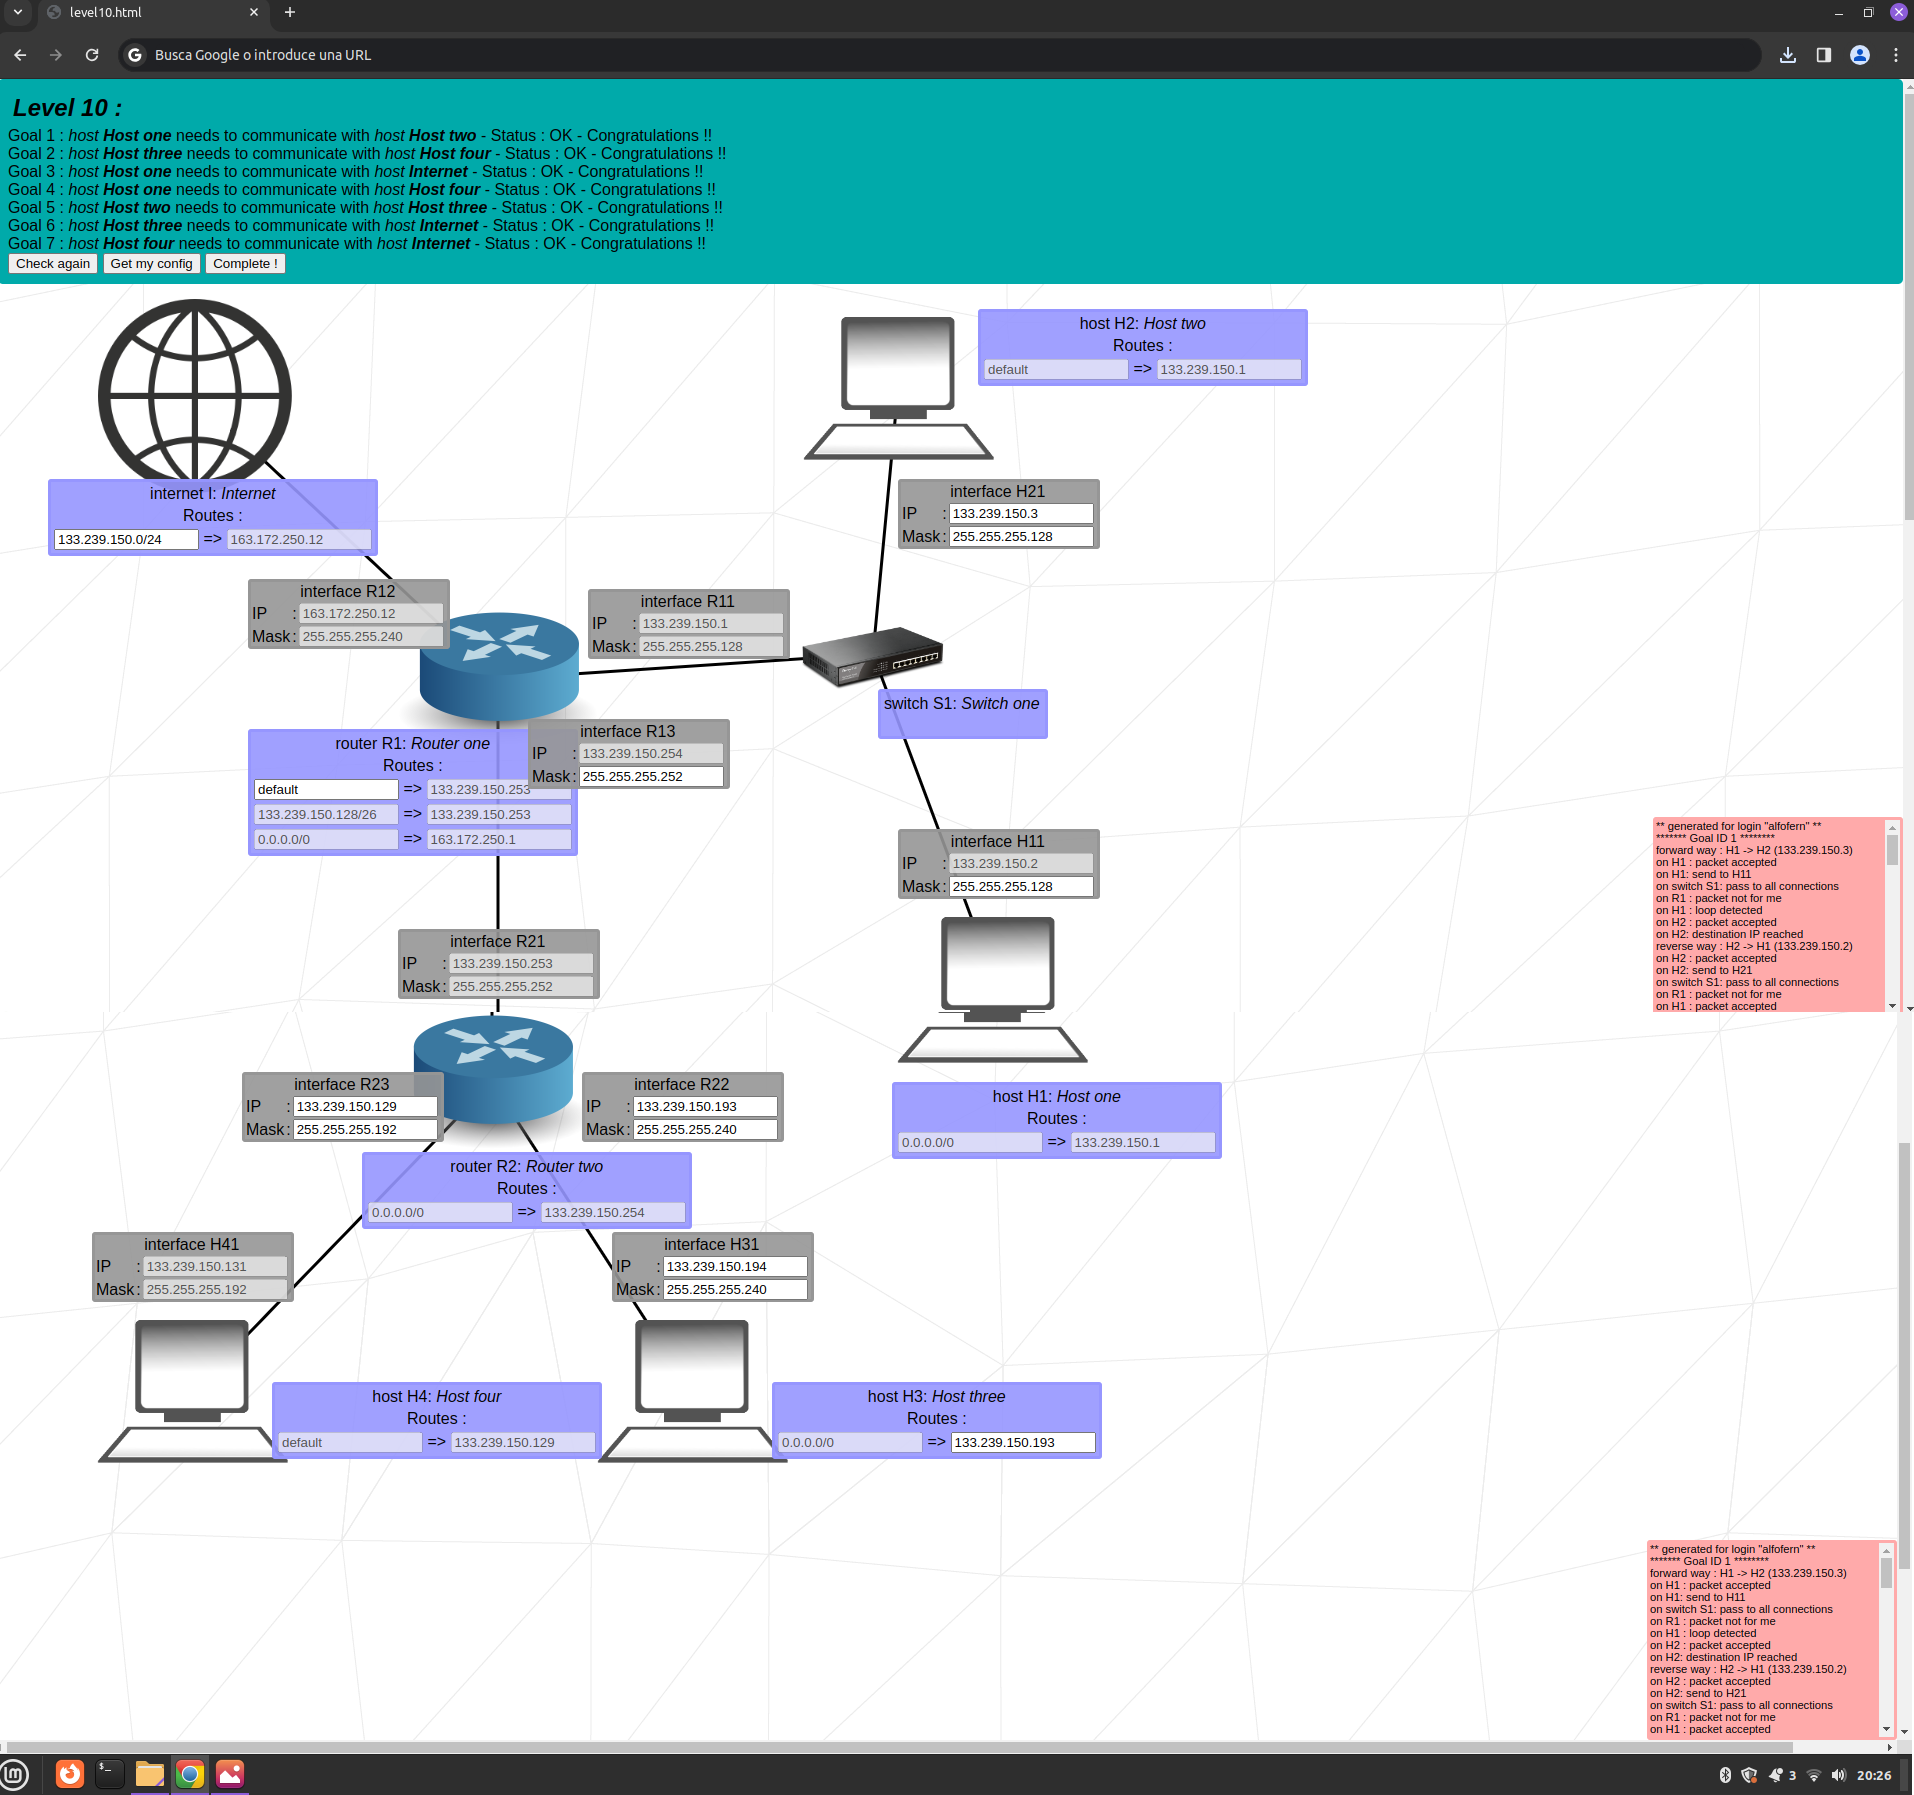 level10.html
Busca Google o introduce una URL
Level 10 :
Goal 1 : host Host one needs to communicate with host Host two - Status : OK - Congratulations !!
Goal 2 : host Host three needs to communicate with host Host four - Status : OK - Congratulations !!
Goal 3 : host Host one needs to communicate with host Internet - Status : OK - Congratulations !!
Goal 4 : host Host one needs to communicate with host Host four - Status : OK - Congratulations !!
Goal 5 : host Host two needs to communicate with host Host three - Status : OK - Congratulations !!
Goal 6 : host Host three needs to communicate with host Internet - Status : OK - Congratulations !!
Goal 7 : host Host four needs to communicate with host Internet - Status : OK - Congratulations !!
Check again Get my config Complete !
host H2: Host two
Routes :
default => 133.239.150.1
internet I: Internet
Routes :
133.239.150.0/24 => 163.172.250.12
interface H21
IP : 133.239.150.3
Mask : 255.255.255.128
interface R12
IP : 163.172.250.12
Mask : 255.255.255.240
interface R11
IP : 133.239.150.1
Mask : 255.255.255.128
switch S1: Switch one
interface R13
IP : 133.239.150.254
Mask : 255.255.255.252
router R1: Router one
Routes :
default => 133.239.150.253
133.239.150.128/26 => 133.239.150.253
0.0.0.0/0 => 163.172.250.1
interface H11
IP : 133.239.150.2
Mask : 255.255.255.128
** generated for login "alfofern" **
******* Goal ID 1 ********
forward way : H1 -> H2 (133.239.150.3)
on H1 : packet accepted
on H1: send to H11
on switch S1: pass to all connections
on R1 : packet not for me
on H1 : loop detected
on H2 : packet accepted
on H2: destination IP reached
reverse way : H2 -> H1 (133.239.150.2)
on H2 : packet accepted
on H2: send to H21
on switch S1: pass to all connections
on R1 : packet not for me
on H1 : packet accepted
interface R21
IP : 133.239.150.253
Mask : 255.255.255.252
interface R23
IP : 133.239.150.129
Mask : 255.255.255.192
interface R22
IP : 133.239.150.193
Mask : 255.255.255.240
host H1: Host one
Routes :
0.0.0.0/0 => 133.239.150.1
router R2: Router two
Routes :
0.0.0.0/0 => 133.239.150.254
interface H41
IP : 133.239.150.131
Mask : 255.255.255.192
interface H31
IP : 133.239.150.194
Mask : 255.255.255.240
host H4: Host four
Routes :
default => 133.239.150.129
host H3: Host three
Routes :
0.0.0.0/0 => 133.239.150.193
** generated for login "alfofern" **
******* Goal ID 1 ********
forward way : H1 -> H2 (133.239.150.3)
on H1 : packet accepted
on H1: send to H11
on switch S1: pass to all connections
on R1 : packet not for me
on H1 : loop detected
on H2 : packet accepted
on H2: destination IP reached
reverse way : H2 -> H1 (133.239.150.2)
on H2 : packet accepted
on H2: send to H21
on switch S1: pass to all connections
on R1 : packet not for me
on H1 : packet accepted
3 20:26